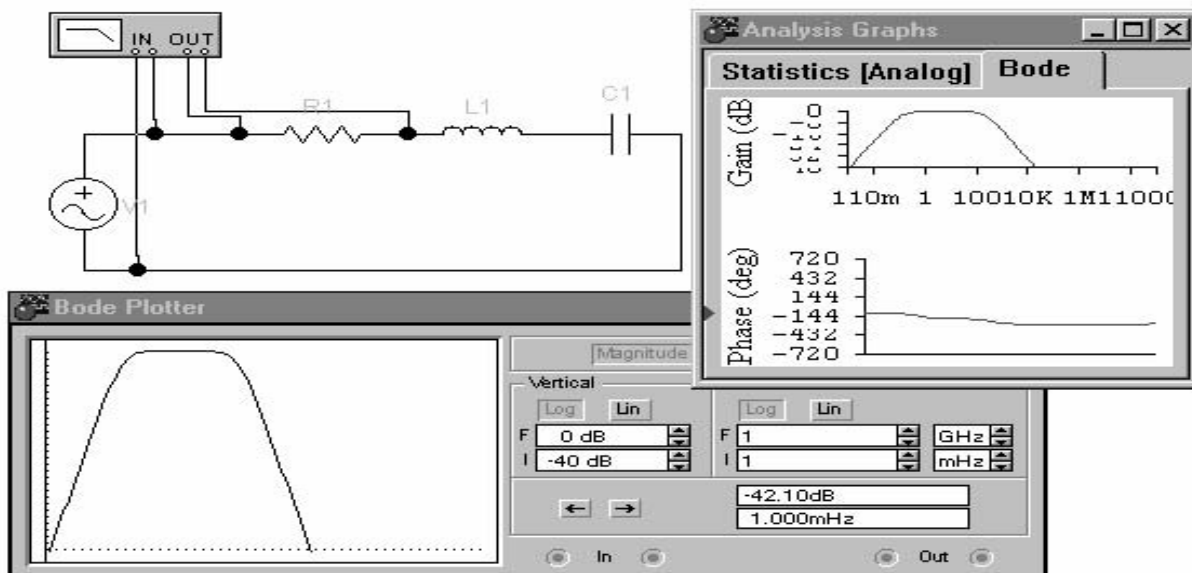 IN OUT
R1
L1
C1
V1
Analysis Graphs
Statistics [Analog] Bode
Gain (dB
-0
110m 1 10010K 1M11000
Phase (deg)
720
432
144
-144
-432
-720
Bode Plotter
Magnitude
Vertical
Log Lin
Log Lin
F 0 dB
F 1 GHz
I -40 dB
I 1 mHz
← →
-42.10dB
1.000mHz
In
Out